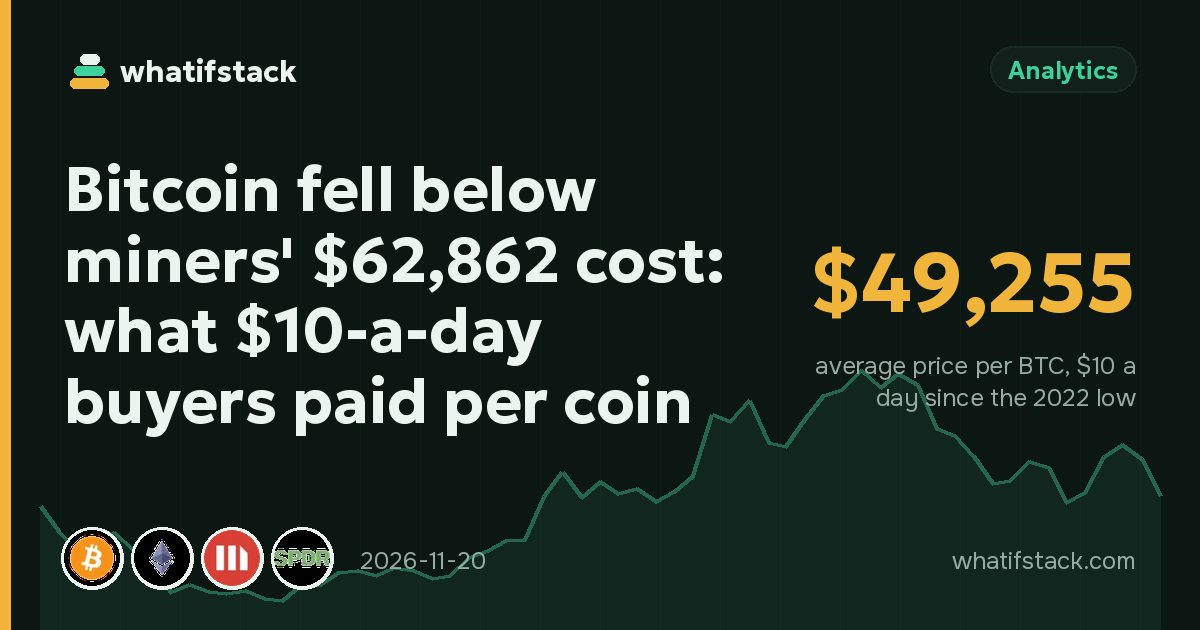 whatifstack
Analytics
Bitcoin fell below
miners' $62,862 cost:
what $10-a-day
buyers paid per coin
$49,255
average price per BTC, $10 a
day since the 2022 low
SPDR
2026-11-20
whatifstack.com